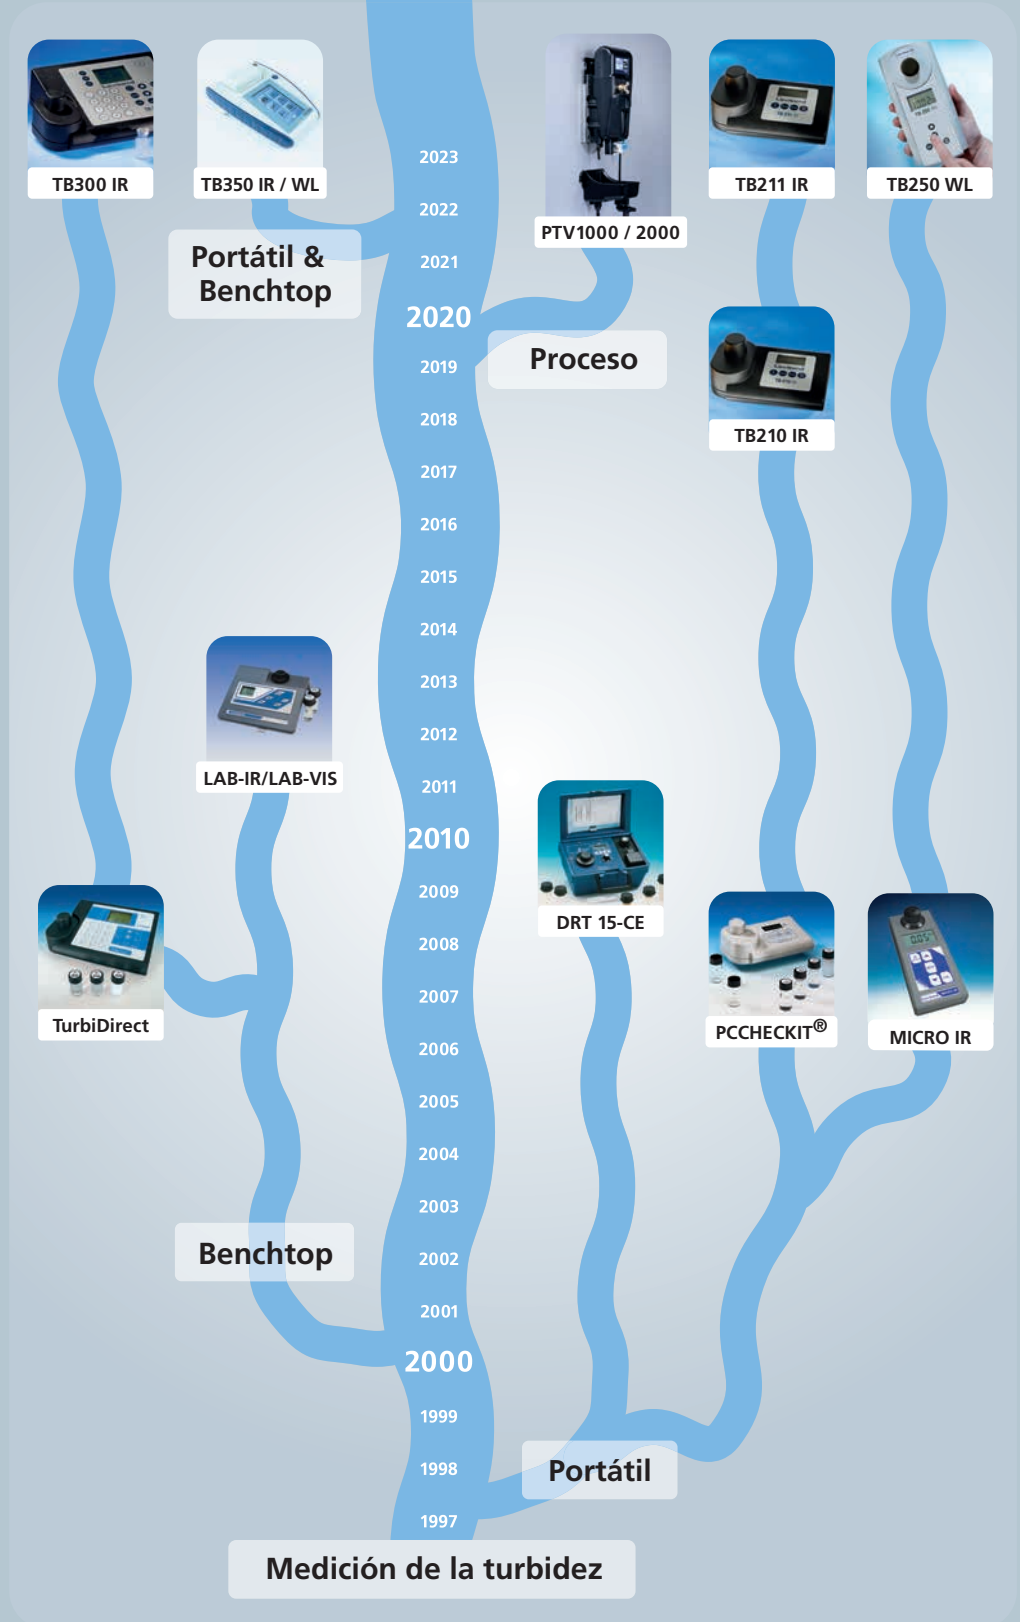 TB300 IR
TB350 IR / WL
PTV1000 / 2000
TB211 IR
TB250 WL
2023
2022
2021
2020
2019
2018
2017
2016
2015
2014
2013
2012
2011
2010
2009
2008
2007
2006
2005
2004
2003
2002
2001
2000
1999
1998
1997
Portátil &
Benchtop
Proceso
TB210 IR
LAB-IR/LAB-VIS
DRT 15-CE
TurbiDirect
PCCHECKIT®
MICRO IR
Benchtop
Portátil
Medición de la turbidez